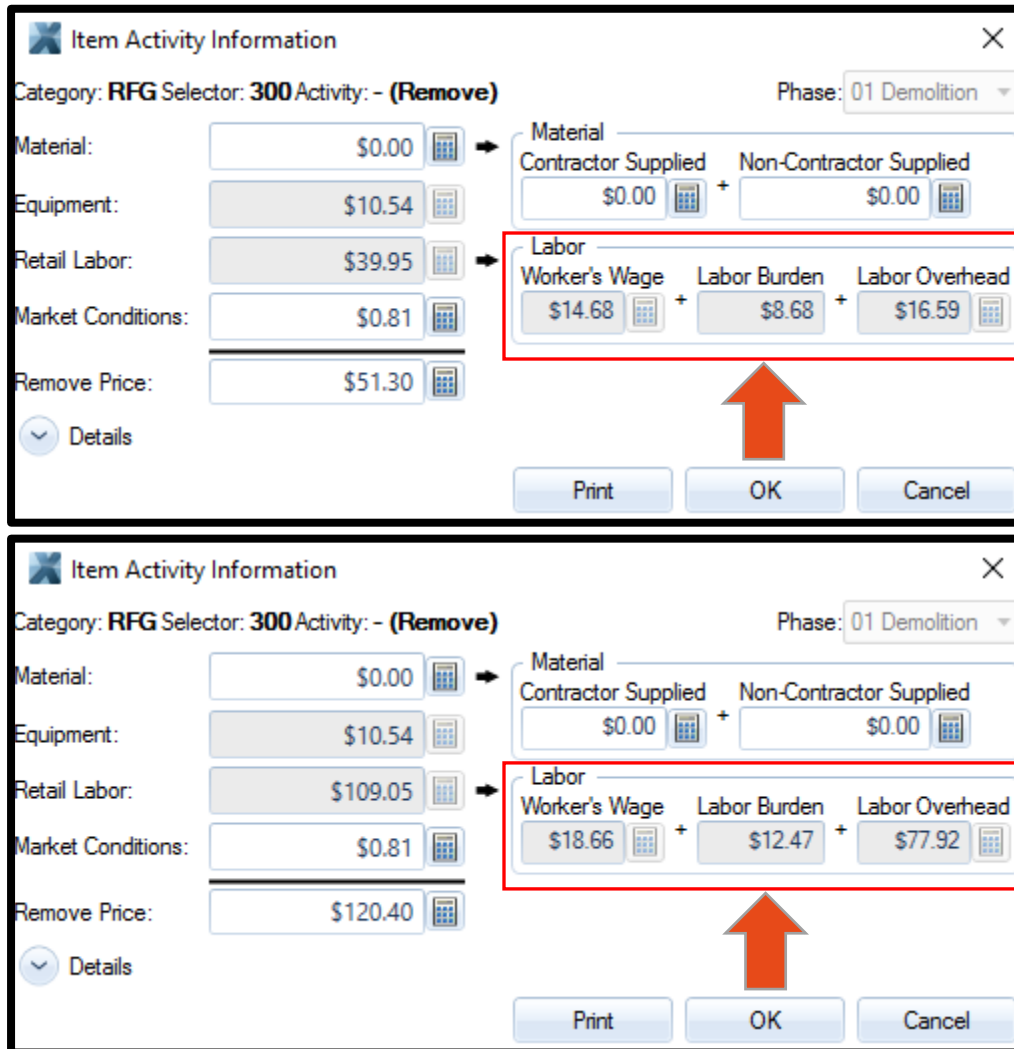 Item Activity Information
Category: RFG Selector: 300 Activity: - (Remove) Phase: 01 Demolition
Material: $0.00
Material
Contractor Supplied Non-Contractor Supplied
$0.00 + $0.00
Equipment: $10.54
Retail Labor: $39.95
Labor
Worker's Wage Labor Burden Labor Overhead
$14.68 + $8.68 + $16.59
Market Conditions: $0.81
Remove Price: $51.30
Details
Print OK Cancel
Item Activity Information
Category: RFG Selector: 300 Activity: - (Remove) Phase: 01 Demolition
Material: $0.00
Material
Contractor Supplied Non-Contractor Supplied
$0.00 + $0.00
Equipment: $10.54
Retail Labor: $109.05
Labor
Worker's Wage Labor Burden Labor Overhead
$18.66 + $12.47 + $77.92
Market Conditions: $0.81
Remove Price: $120.40
Details
Print OK Cancel